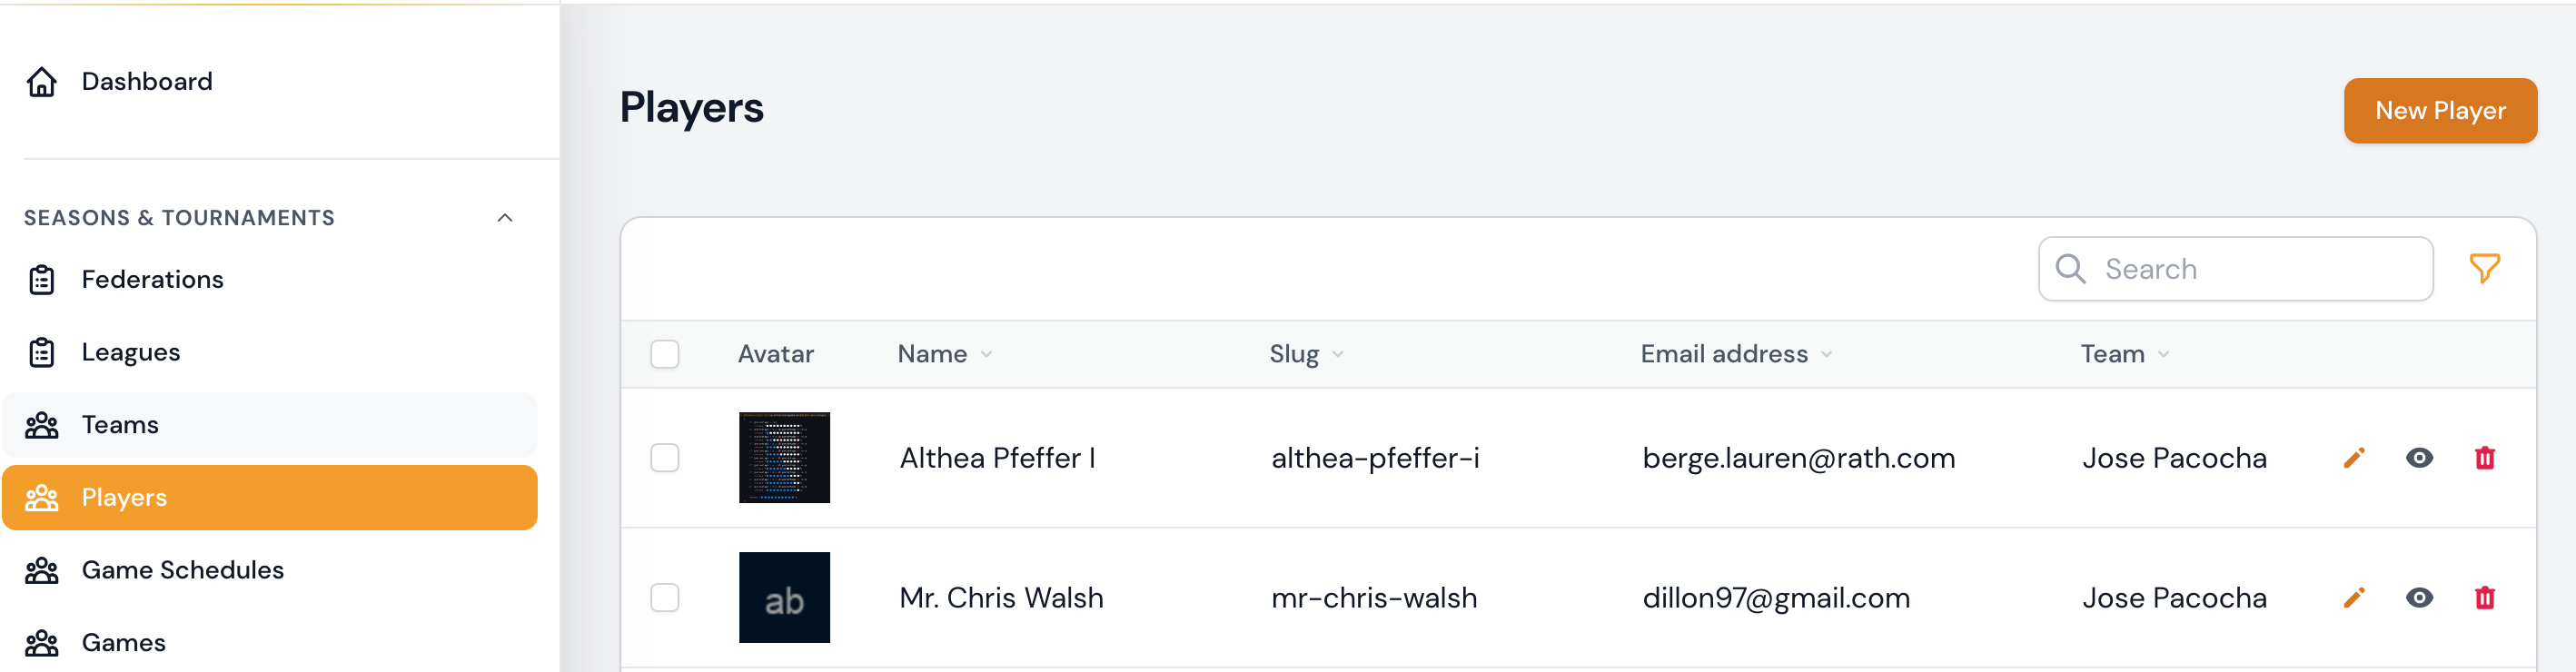 Dashboard
SEASONS & TOURNAMENTS
Federations
Leagues
Teams
Players
Game Schedules
Games
Players
New Player
Search
Avatar Name Slug Email address Team
Althea Pfeffer I althea-pfeffer-i berge.lauren@rath.com Jose Pacocha
ab Mr. Chris Walsh mr-chris-walsh dillon97@gmail.com Jose Pacocha